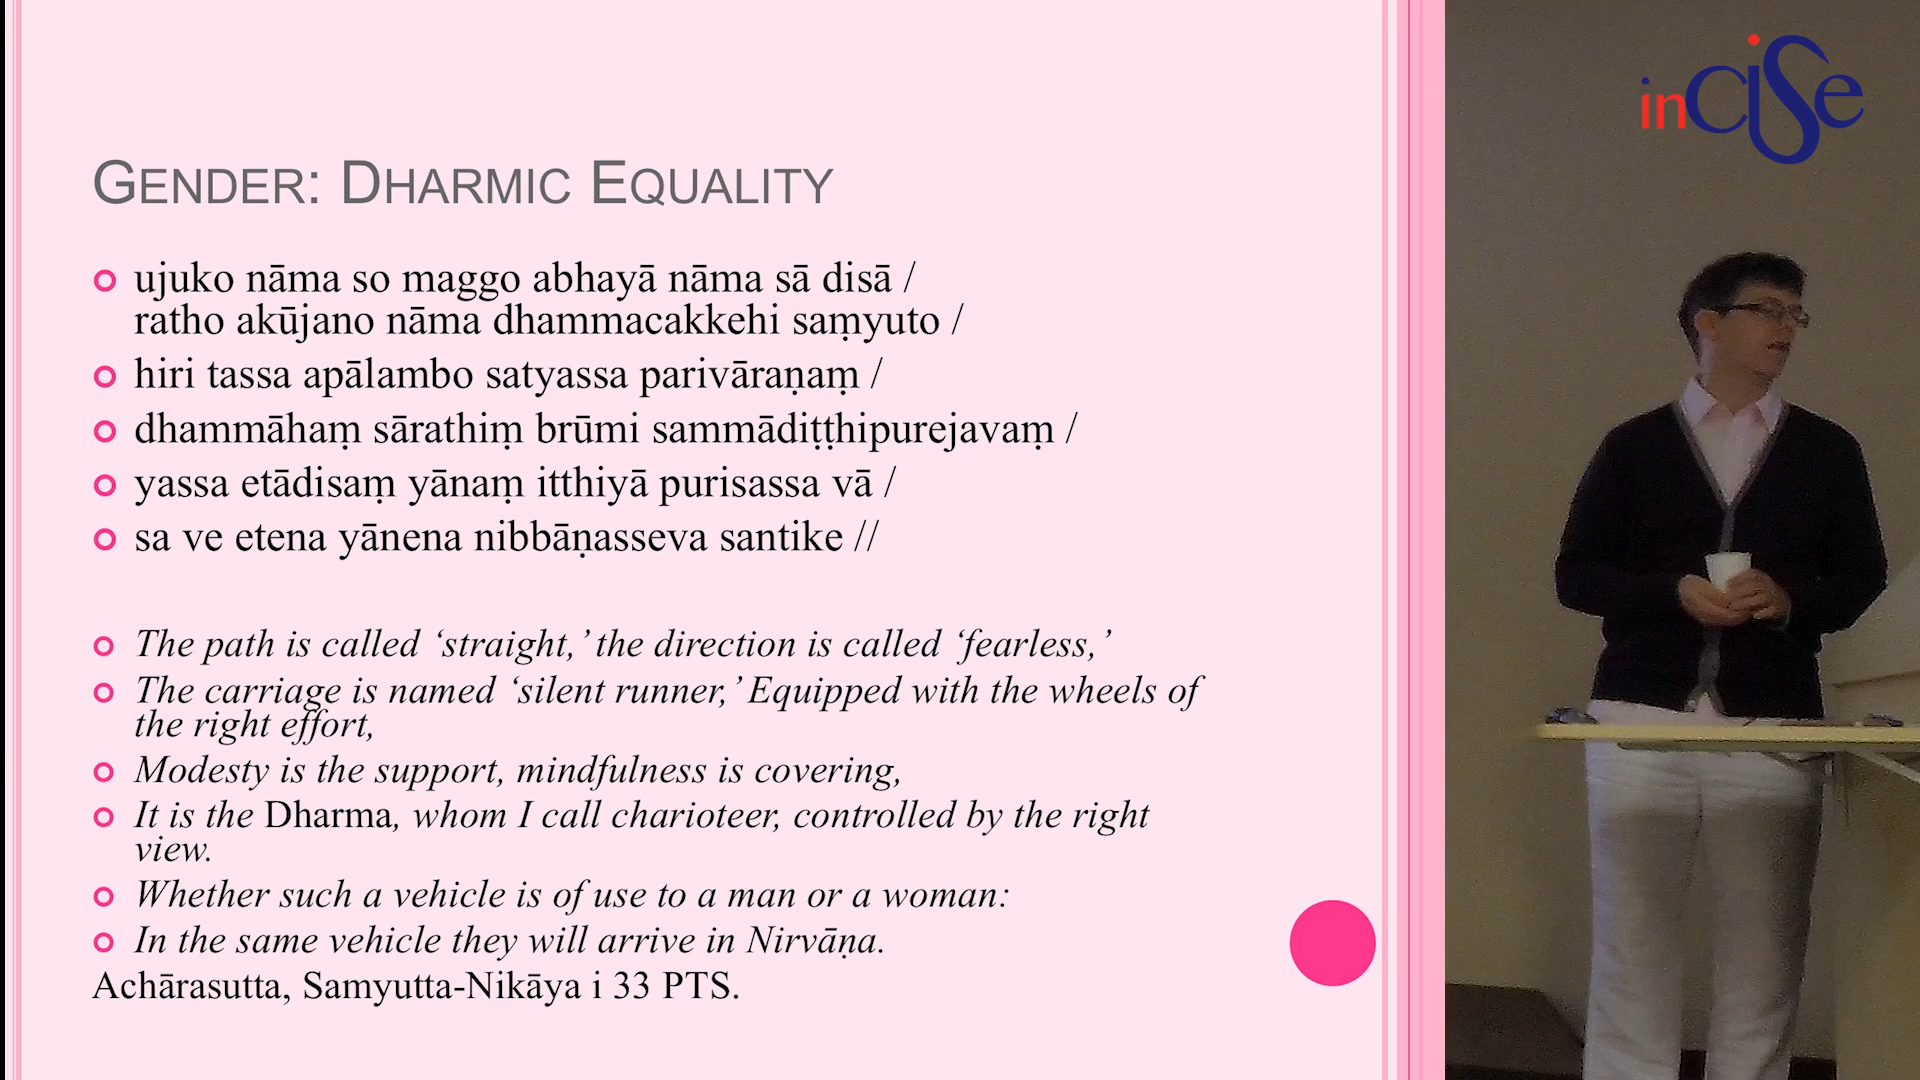 inCiSe
GENDER: DHARMIC EQUALITY
ujuko nāma so maggo abhayā nāma sā disā /
ratho akūjano nāma dhammacakkehi saṃyuto /
hiri tassa apālambo satyassa parivāraṇaṃ /
dhammāhaṃ sārathiṃ brūmi sammādiṭṭhipurejavaṃ /
yassa etādisaṃ yānaṃ itthiyā purisassa vā /
sa ve etena yānena nibbāṇasseva santike //
The path is called ‘straight,’ the direction is called ‘fearless,’
The carriage is named ‘silent runner,’ Equipped with the wheels of
the right effort,
Modesty is the support, mindfulness is covering,
It is the Dharma, whom I call charioteer, controlled by the right
view.
Whether such a vehicle is of use to a man or a woman:
In the same vehicle they will arrive in Nirvāṇa.
Achārasutta, Samyutta-Nikāya i 33 PTS.